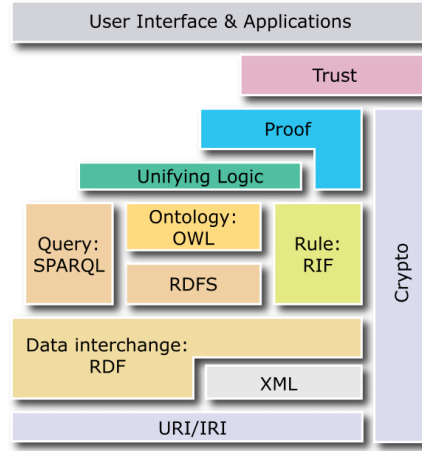 User Interface & Applications
Trust
Proof
Unifying Logic
Query:
SPARQL
Ontology:
OWL
RDFS
Rule:
RIF
Crypto
Data interchange:
RDF
XML
URI/IRI